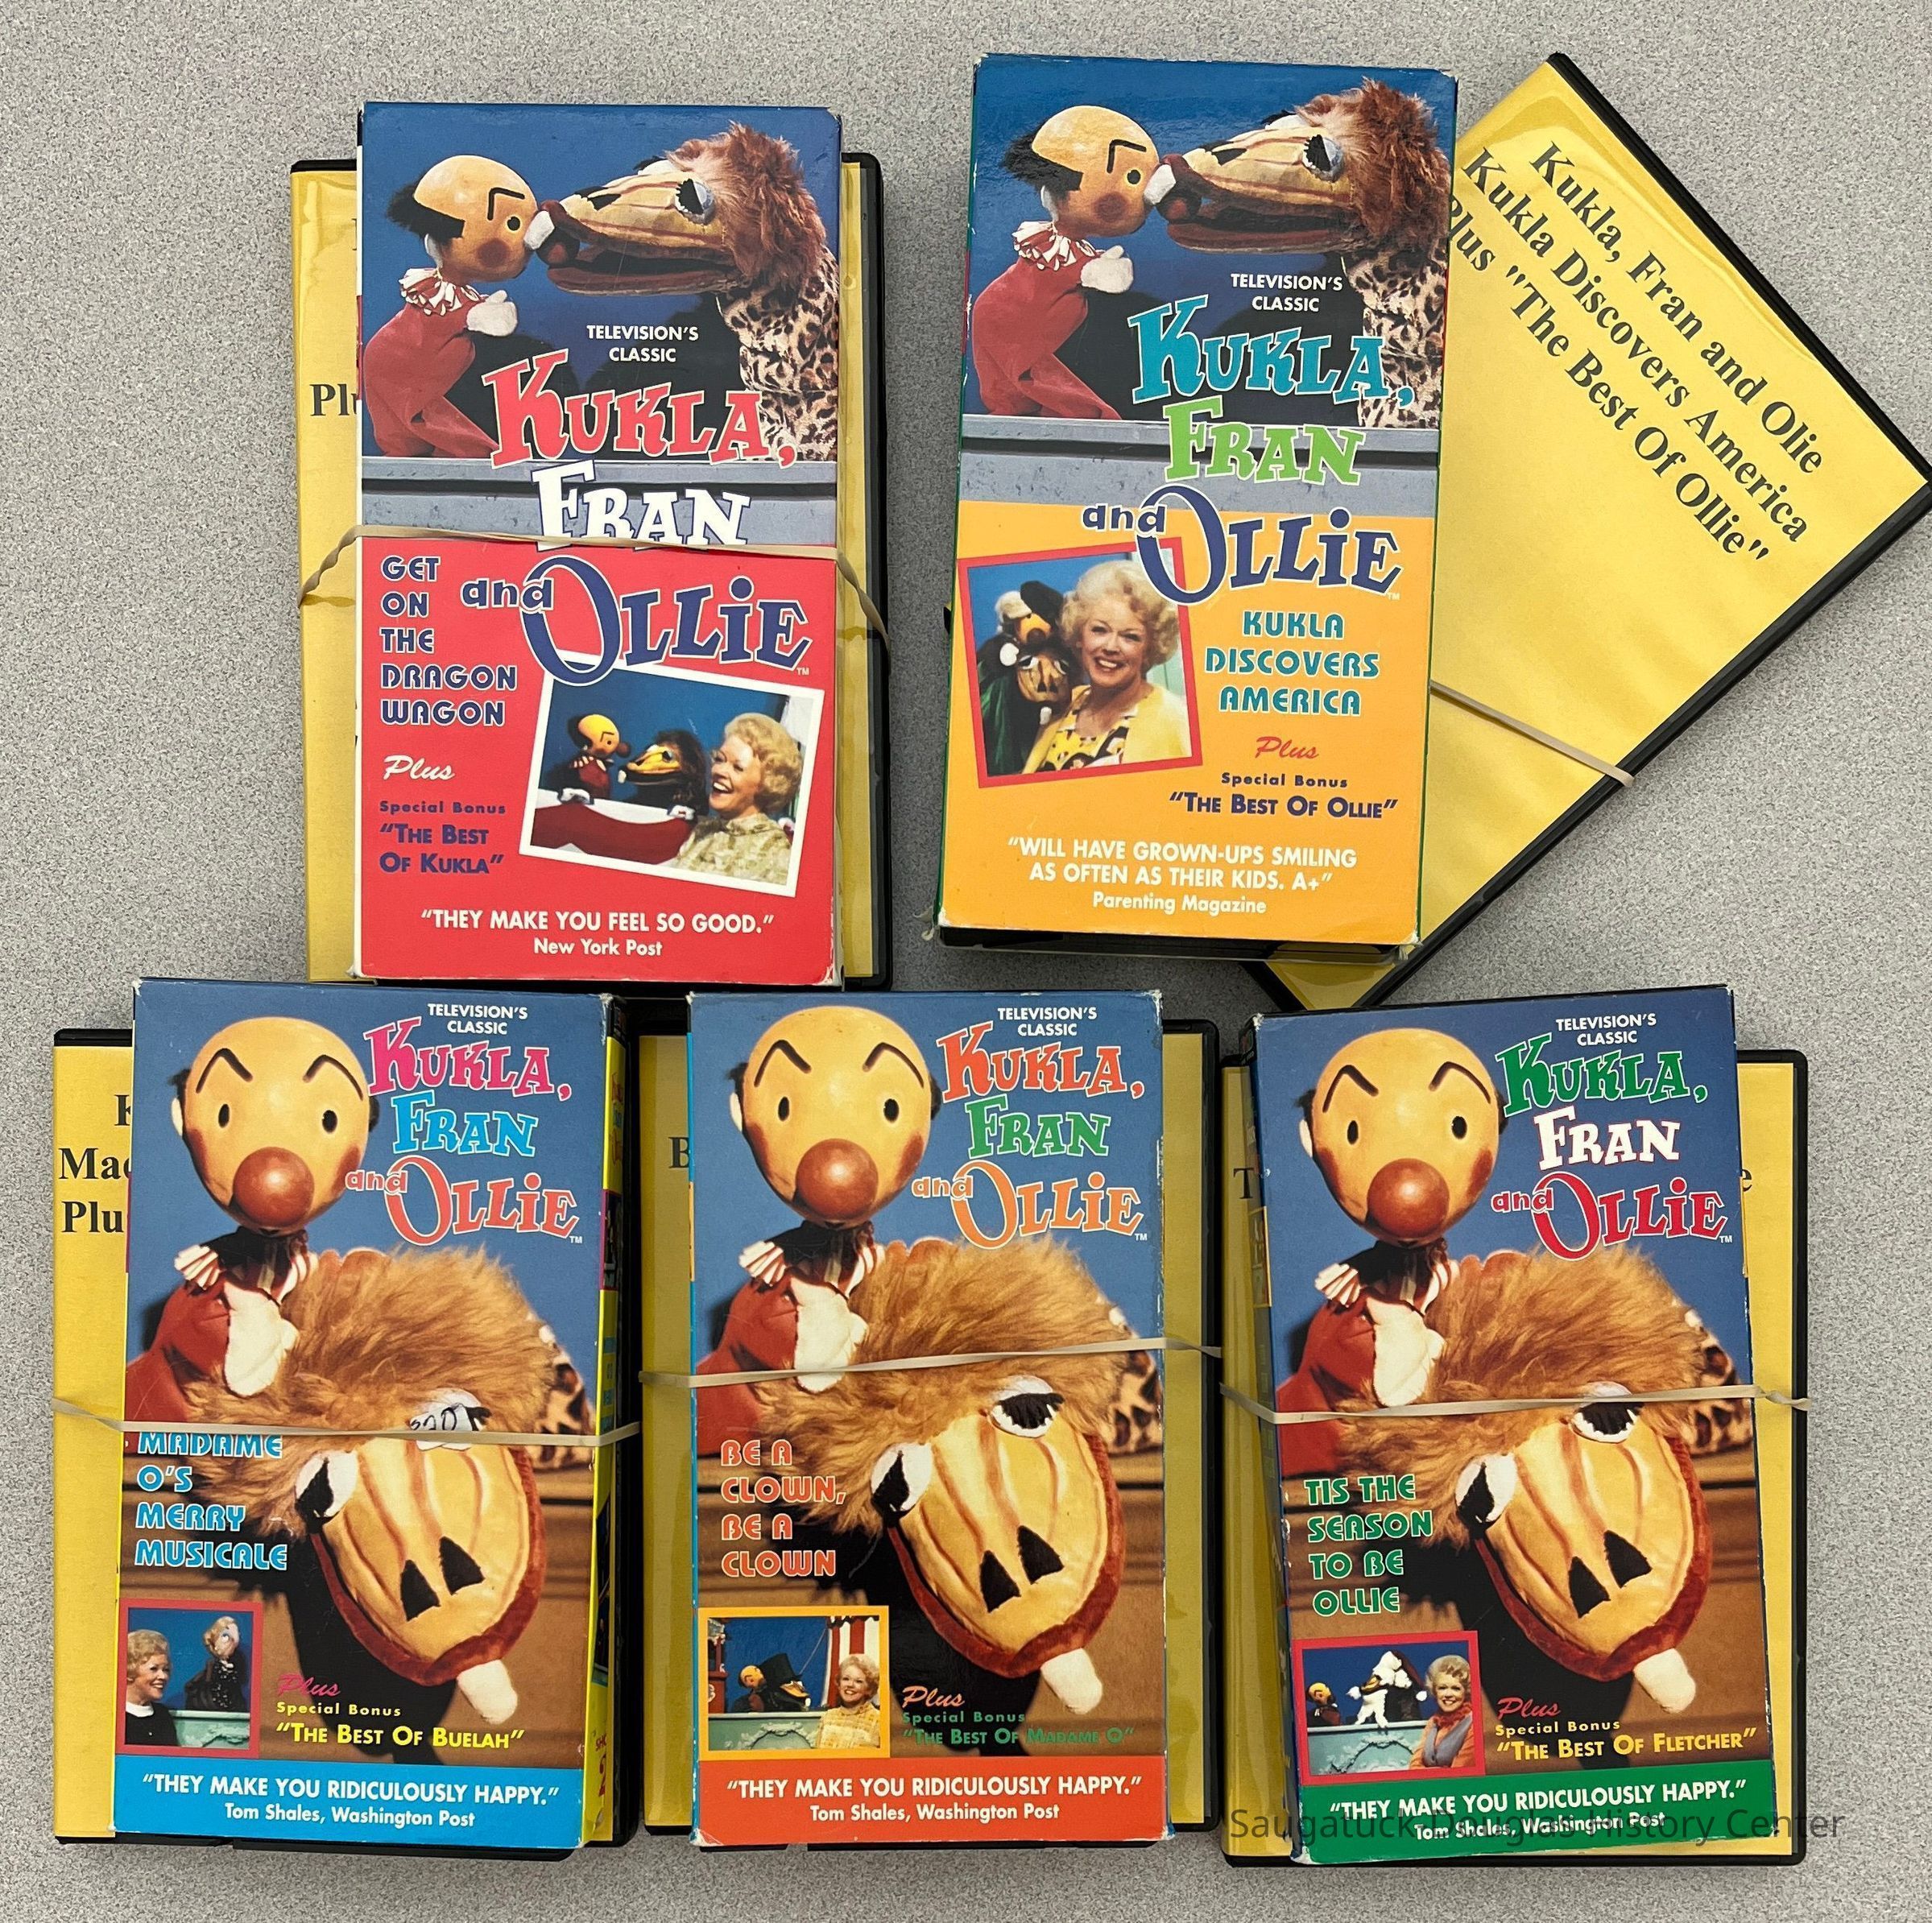 TELEVISION'S
CLASSIC
KUKLA,
FRAN
and OLLiE™
GET
ON
THE
DRAGON
WAGON
Plus
Special Bonus
"THE BEST
OF KUKLA"
"THEY MAKE YOU FEEL SO GOOD."
New York Post
TELEVISION'S
CLASSIC
KUKLA,
FRAN
and OLLiE™
KUKLA
DISCOVERS
AMERICA
Plus
Special Bonus
"THE BEST OF OLLIE"
"WILL HAVE GROWN-UPS SMILING
AS OFTEN AS THEIR KIDS. A+"
Parenting Magazine
Kukla, Fran and Olie
Kukla Discovers America
Plus "The Best Of Ollie"
TELEVISION'S
CLASSIC
KUKLA,
FRAN
and OLLiE™
MADAME
O'S
MERRY
MUSICALE
Plus
Special Bonus
"THE BEST OF BUELAH"
"THEY MAKE YOU RIDICULOUSLY HAPPY."
Tom Shales, Washington Post
TELEVISION'S
CLASSIC
KUKLA,
FRAN
and OLLiE™
BE A
CLOWN,
BE A
CLOWN
Plus
Special Bonus
"THE BEST OF MADAME O"
"THEY MAKE YOU RIDICULOUSLY HAPPY."
Tom Shales, Washington Post
TELEVISION'S
CLASSIC
KUKLA,
FRAN
and OLLiE™
TIS THE
SEASON
TO BE
OLLIE
Plus
Special Bonus
"THE BEST OF FLETCHER"
"THEY MAKE YOU RIDICULOUSLY HAPPY."
Tom Shales, Washington Post
Saugatuck Douglas History Center